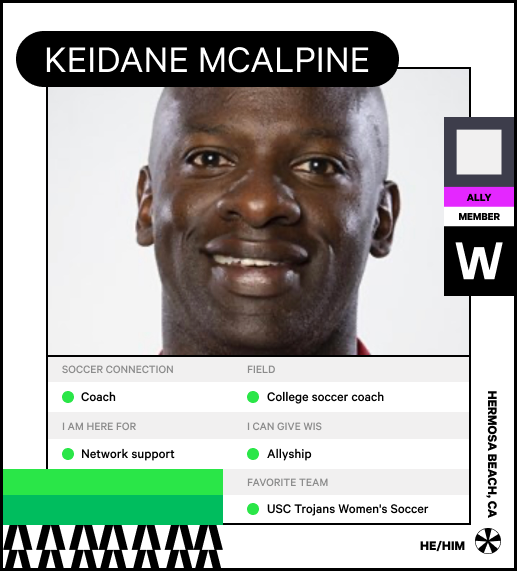 KEIDANE MCALPINE
ALLY
MEMBER
W
SOCCER CONNECTION
FIELD
Coach
College soccer coach
I AM HERE FOR
I CAN GIVE WIS
Network support
Allyship
FAVORITE TEAM
USC Trojans Women's Soccer
HERMOSA BEACH, CA
HE/HIM